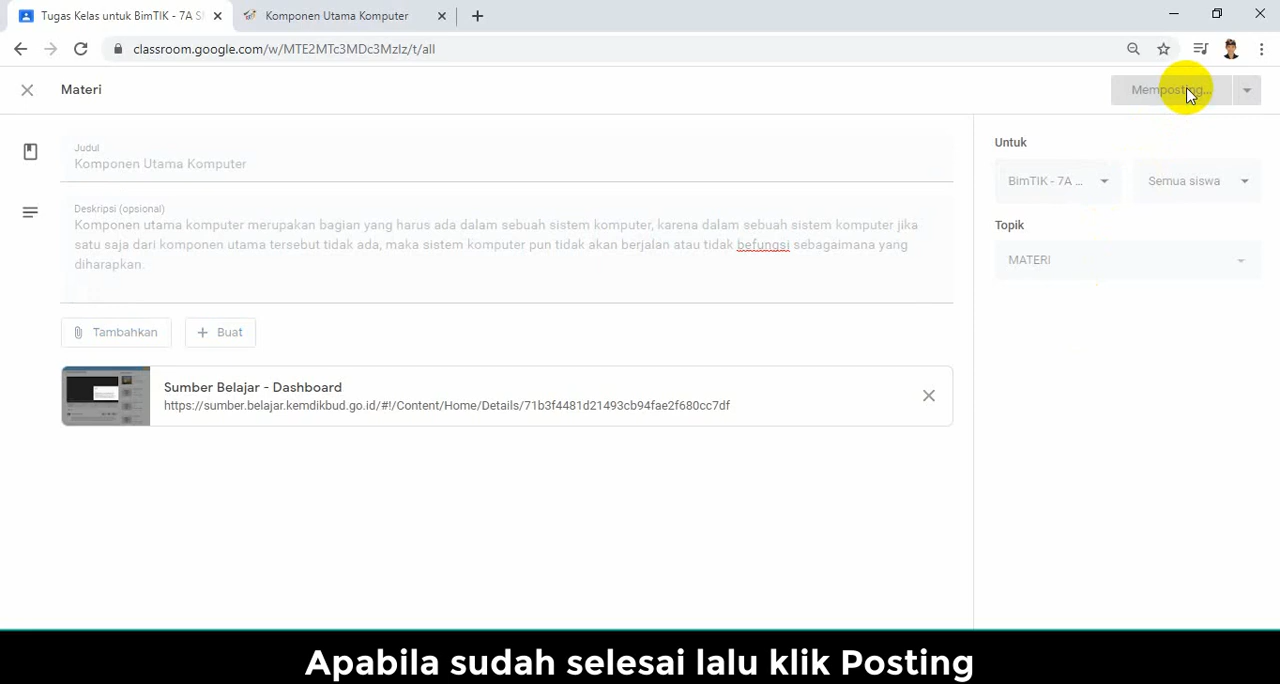 Tugas Kelas untuk BimTIK - 7A S
Komponen Utama Komputer
classroom.google.com/w/MTE2MTc3MDc3Mzlz/t/all
Materi
Memposting...
Judul
Komponen Utama Komputer
Deskripsi (opsional)
Komponen utama komputer merupakan bagian yang harus ada dalam sebuah sistem komputer, karena dalam sebuah sistem komputer jika
satu saja dari komponen utama tersebut tidak ada, maka sistem komputer pun tidak akan berjalan atau tidak befungsi sebagaimana yang
diharapkan.
Tambahkan
Buat
Sumber Belajar - Dashboard
https://sumber.belajar.kemdikbud.go.id/#!/Content/Home/Details/71b3f4481d21493cb94fae2f680cc7df
Untuk
BimTIK - 7A ...
Semua siswa
Topik
MATERI
Apabila sudah selesai lalu klik Posting